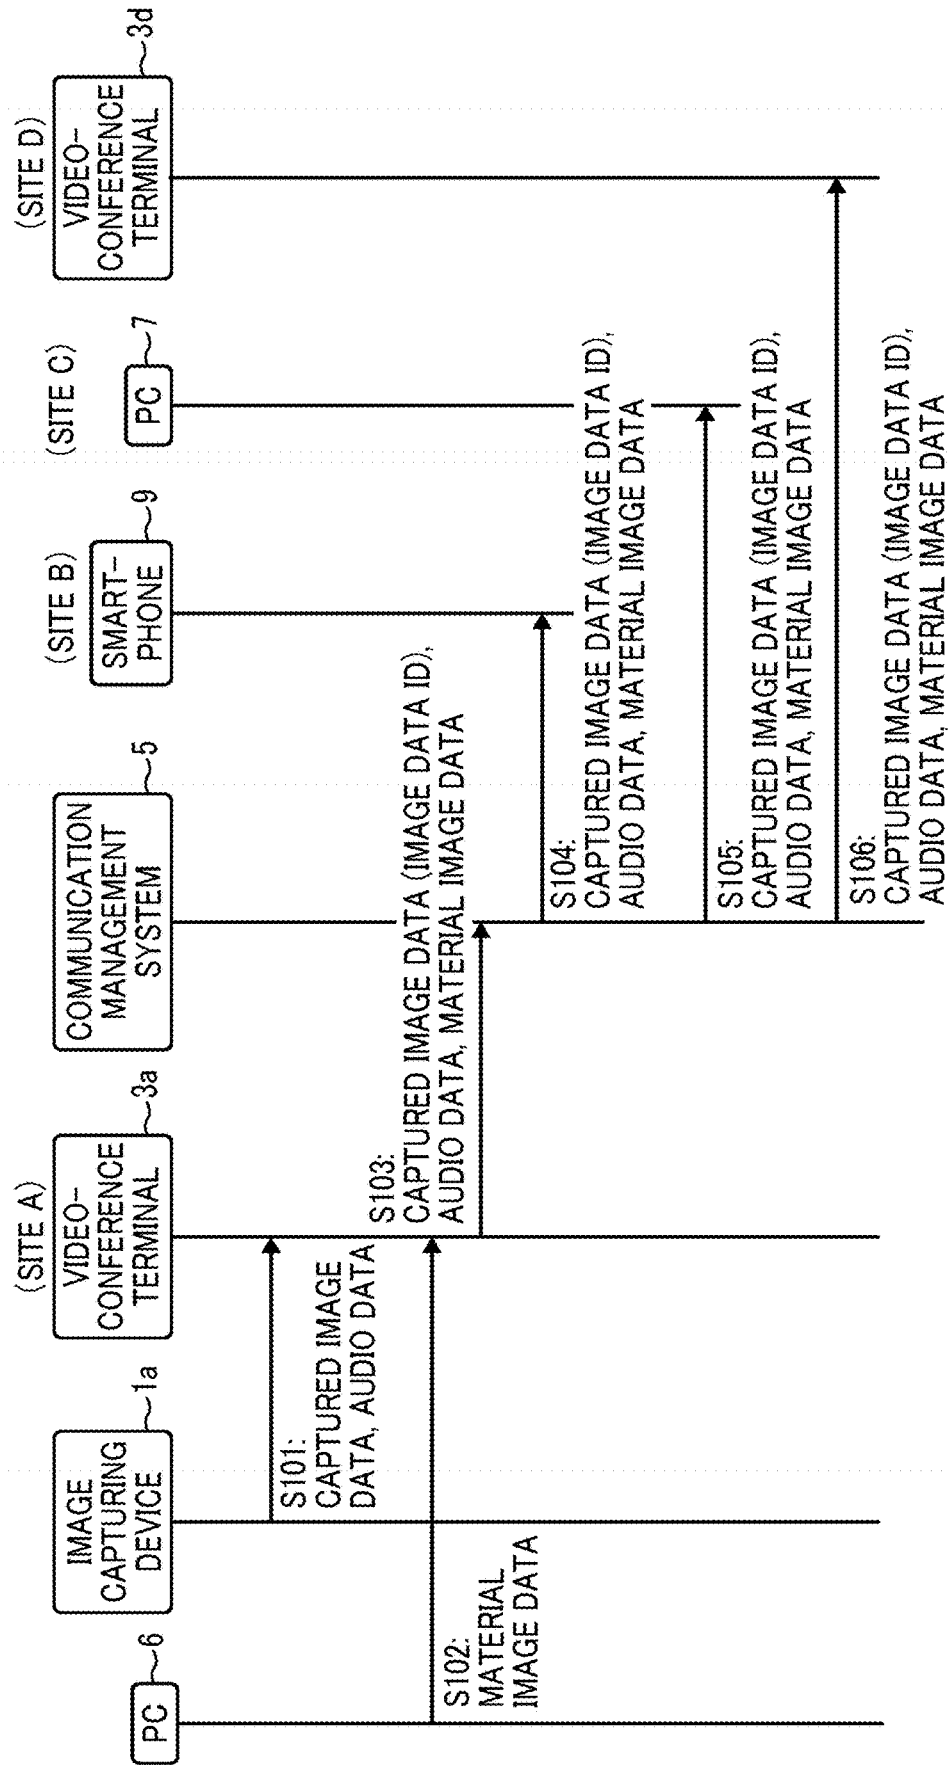 PC
6
IMAGE
CAPTURING
DEVICE
1a
(SITE A)
VIDEO-
CONFERENCE
TERMINAL
3a
COMMUNICATION
MANAGEMENT
SYSTEM
5
(SITE B)
SMART-
PHONE
9
(SITE C)
PC
7
(SITE D)
VIDEO-
CONFERENCE
TERMINAL
3d
S101:
CAPTURED IMAGE
DATA, AUDIO DATA
S102:
MATERIAL
IMAGE DATA
S103:
CAPTURED IMAGE DATA (IMAGE DATA ID),
AUDIO DATA, MATERIAL IMAGE DATA
S104:
CAPTURED IMAGE DATA (IMAGE DATA ID),
AUDIO DATA, MATERIAL IMAGE DATA
S105:
CAPTURED IMAGE DATA (IMAGE DATA ID),
AUDIO DATA, MATERIAL IMAGE DATA
S106:
CAPTURED IMAGE DATA (IMAGE DATA ID),
AUDIO DATA, MATERIAL IMAGE DATA